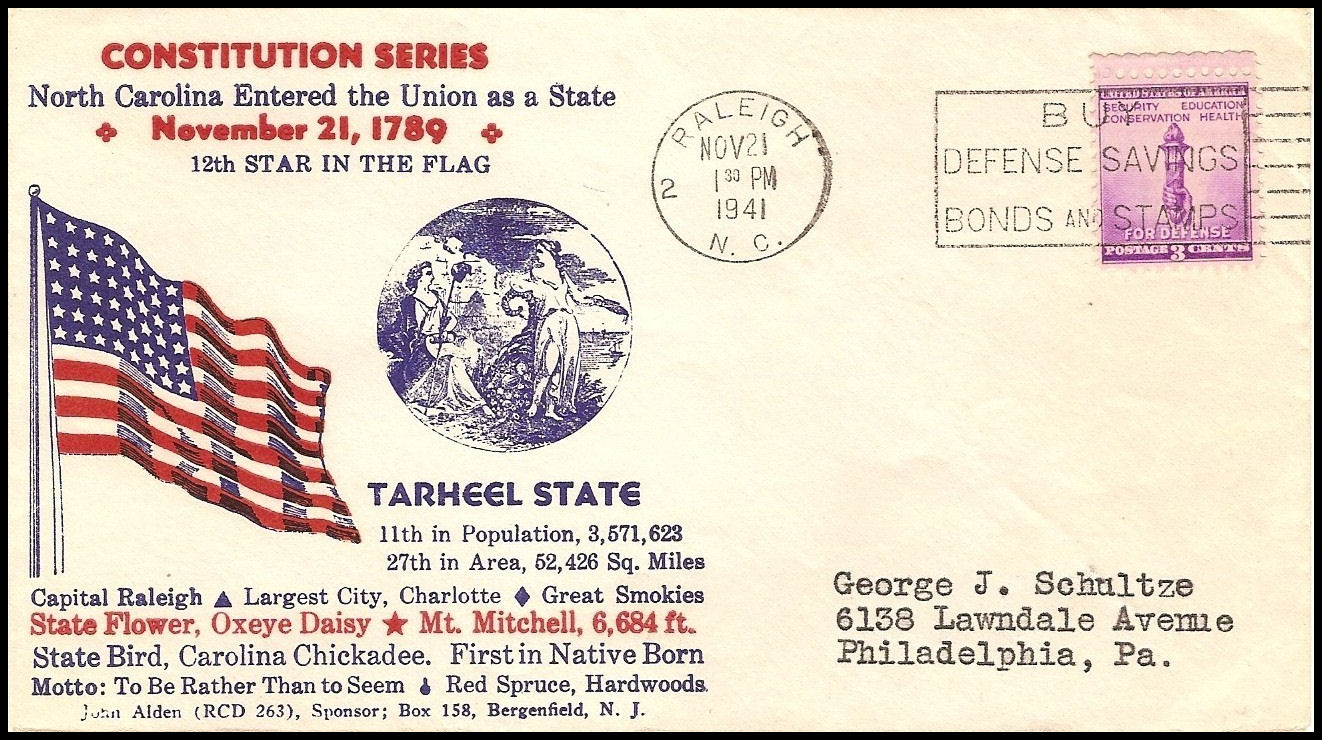 CONSTITUTION SERIES
North Carolina Entered the Union as a State
November 21, 1789
12th STAR IN THE FLAG
TARHEEL STATE
11th in Population, 3,571,623
27th in Area, 52,426 Sq. Miles
Capital Raleigh ▲ Largest City, Charlotte ♦ Great Smokies
State Flower, Oxeye Daisy ★ Mt. Mitchell, 6,684 ft.
State Bird, Carolina Chickadee. First in Native Born
Motto: To Be Rather Than to Seem Red Spruce, Hardwoods.
John Alden (RCD 263), Sponsor; Box 158, Bergenfield, N. J.
RALEIGH
NOV 21
1 30 PM
1941
2
N. C.
BUY
DEFENSE SAVINGS
BONDS AND STAMPS
UNITED STATES OF AMERICA
SECURITY EDUCATION
CONSERVATION HEALTH
FOR DEFENSE
POSTAGE 3 CENTS
George J. Schultze
6138 Lawndale Avenue
Philadelphia, Pa.